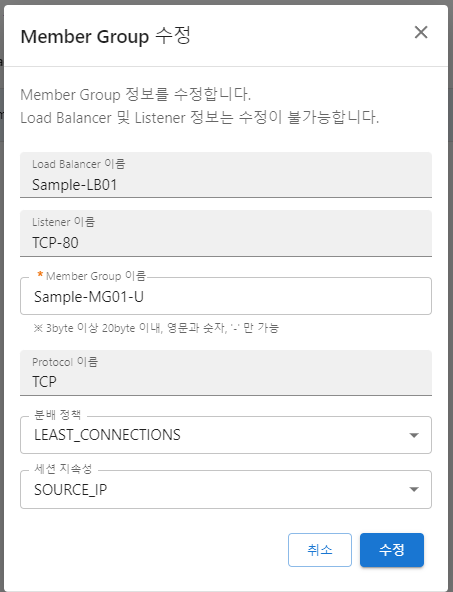 Member Group 수정
Member Group 정보를 수정합니다.
Load Balancer 및 Listener 정보는 수정이 불가능합니다.
Load Balancer 이름
Sample-LB01
Listener 이름
TCP-80
* Member Group 이름
Sample-MG01-U
※ 3byte 이상 20byte 이내, 영문과 숫자, '-' 만 가능
Protocol 이름
TCP
분배 정책
LEAST_CONNECTIONS
세션 지속성
SOURCE_IP
취소
수정